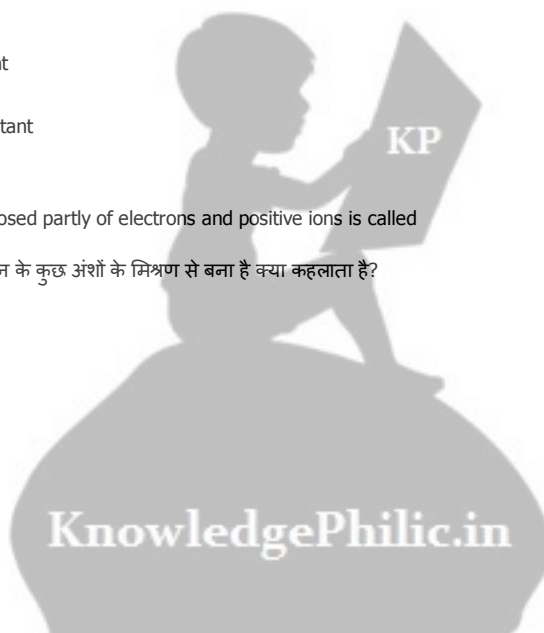 t
tant
KP
osed partly of electrons and positive ions is called
न के कुछ अंशों के मिश्रण से बना है क्या कहलाता है?
KnowledgePhilic.in